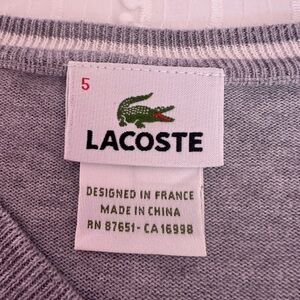 5
LACOSTE
DESIGNED IN FRANCE
MADE IN CHINA
RN 87651 - CA 16998